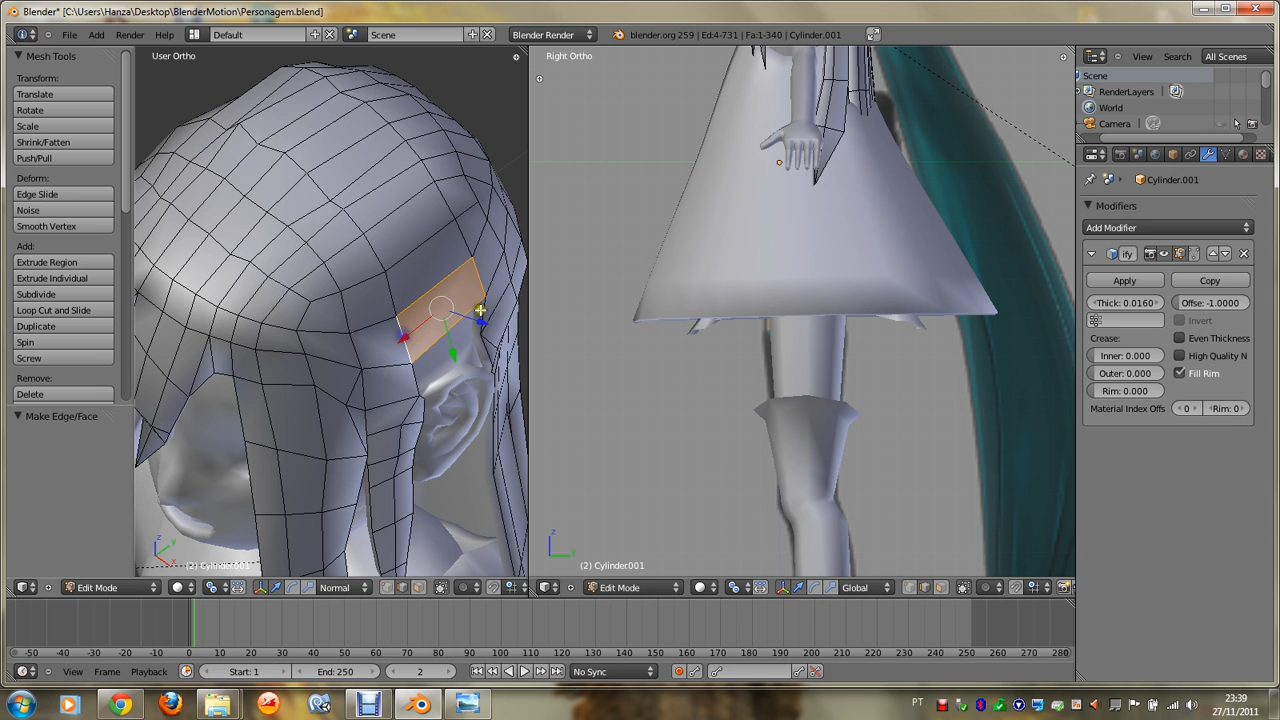 Blender* [C:\Users\Hanza\Desktop\BlenderMotion\Personagem.blend]
File Add Render Help Default Scene Blender Render blender.org 259 | Ed:4-731 | Fa:1-340 | Cylinder.001
Mesh Tools
Transform:
Translate
Rotate
Scale
Shrink/Fatten
Push/Pull
Deform:
Edge Slide
Noise
Smooth Vertex
Add:
Extrude Region
Extrude Individual
Subdivide
Loop Cut and Slide
Duplicate
Spin
Screw
Remove:
Delete
Make Edge/Face
User Ortho
z
y
x
(2) Cylinder.001
Edit Mode Normal
Right Ortho
z
y
(2) Cylinder.001
Edit Mode Global
View Search All Scenes
Scene
RenderLayers
World
Camera
Cylinder.001
Modifiers
Add Modifier
ify
Apply Copy
Thick: 0.0160 Offse: -1.0000
Invert
Crease: Even Thickness
Inner: 0.000 High Quality N
Outer: 0.000 Fill Rim
Rim: 0.000
Material Index Offs 0 Rim: 0
-50 -40 -30 -20 -10 0 10 20 30 40 50 60 70 80 90 100 110 120 130 140 150 160 170 180 190 200 210 220 230 240 250 260 270 280
View Frame Playback Start: 1 End: 250 2 No Sync
PT
23:39
27/11/2011